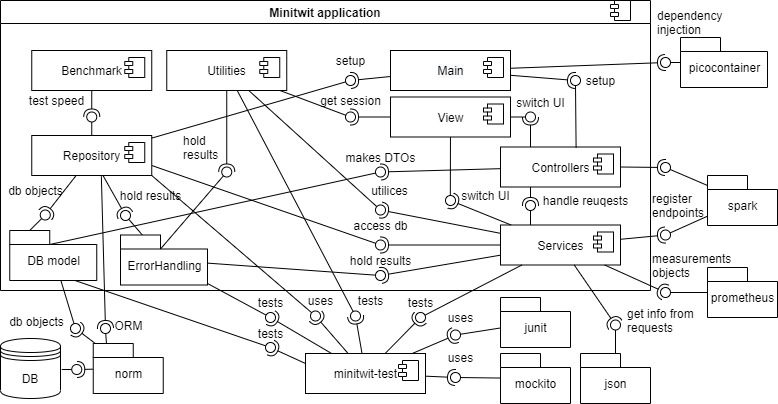 Minitwit application
dependency
injection
setup
Benchmark
Utilities
Main
setup
picocontainer
test speed
get session
View
switch UI
hold
results
Repository
makes DTOs
Controllers
db objects
hold results
utilices
switch UI
handle reuqests
register
endpoints
spark
access db
DB model
ErrorHandling
hold results
Services
measurements
objects
tests
uses
tests
tests
prometheus
db objects
ORM
tests
uses
junit
get info from
requests
DB
norm
minitwit-test
uses
mockito
json